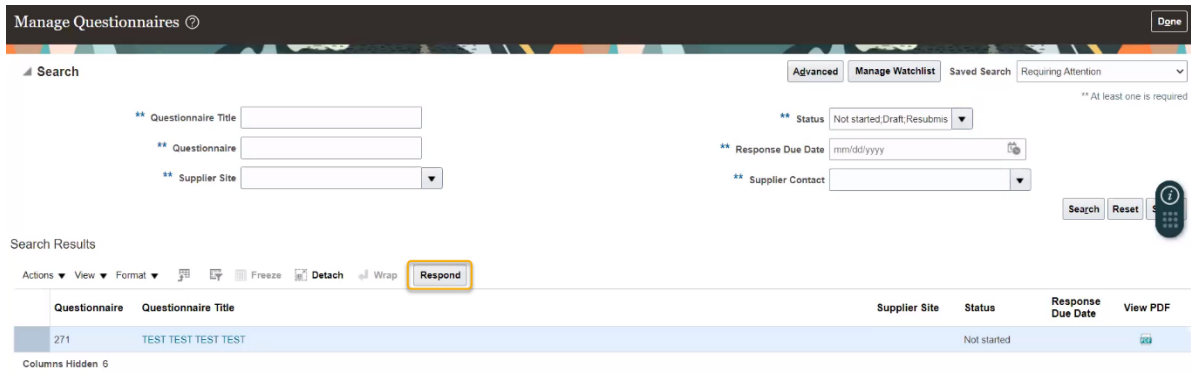 Manage Questionnaires
Done
Search
Advanced Manage Watchlist Saved Search Requiring Attention
** At least one is required
** Questionnaire Title
** Status Not started;Draft;Resubmis
** Questionnaire
** Response Due Date mm/dd/yyyy
** Supplier Site
** Supplier Contact
Search Reset
Search Results
Actions View Format Freeze Detach Wrap Respond
Questionnaire Questionnaire Title Supplier Site Status Response Due Date View PDF
271 TEST TEST TEST TEST Not started
Columns Hidden 6